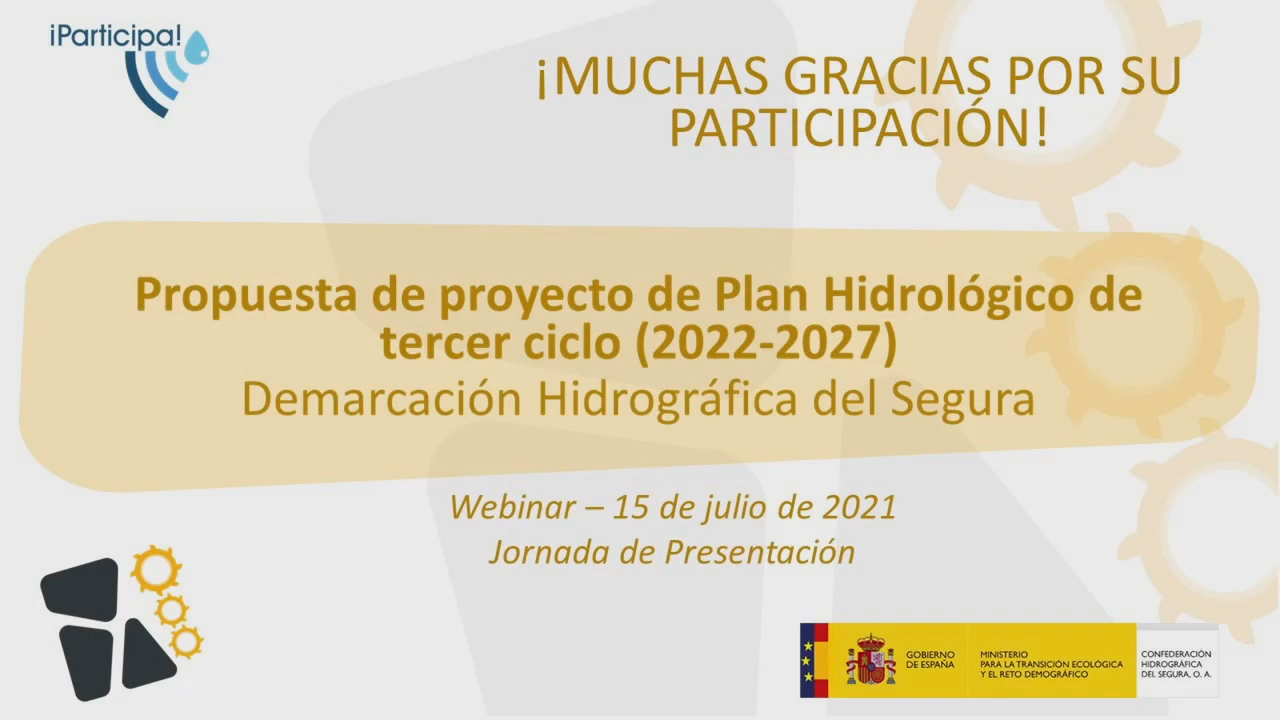 ¡Participa!
¡MUCHAS GRACIAS POR SU
PARTICIPACIÓN!
Propuesta de proyecto de Plan Hidrológico de
tercer ciclo (2022-2027)
Demarcación Hidrográfica del Segura
Webinar – 15 de julio de 2021
Jornada de Presentación
GOBIERNO
DE ESPAÑA
MINISTERIO
PARA LA TRANSICIÓN ECOLÓGICA
Y EL RETO DEMOGRÁFICO
CONFEDERACIÓN
HIDROGRÁFICA
DEL SEGURA, O. A.